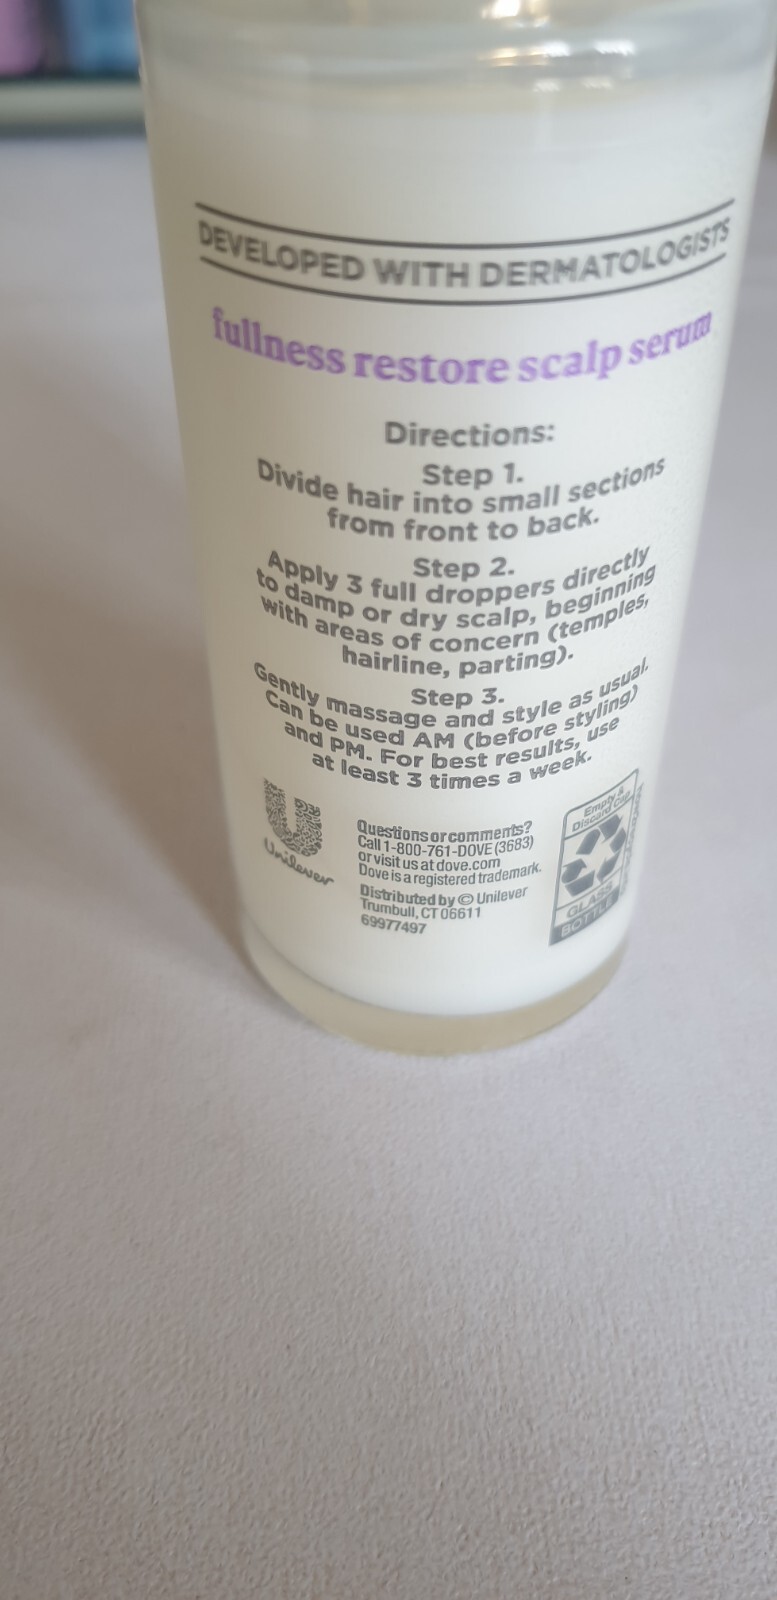 DEVELOPED WITH DERMATOLOGISTS
fullness restore scalp serum
Directions:
Step 1.
Divide hair into small sections
from front to back.
Step 2.
Apply 3 full droppers directly
to damp or dry scalp, beginning
with areas of concern (temples,
hairline, parting).
Step 3.
Gently massage and style as usual.
Can be used AM (before styling)
and PM. For best results, use
at least 3 times a week.
Unilever
Questions or comments?
Call 1-800-761-DOVE (3683)
or visit us at dove.com
Dove is a registered trademark.
Distributed by © Unilever
Trumbull, CT 06611
69977497
Empty &
Discard Cap
GLASS
BOTTLE